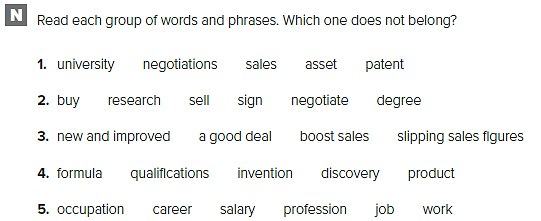 N Read each group of words and phrases. Which one does not belong?
1. university negotiations sales asset patent
2. buy research sell sign negotiate degree
3. new and improved a good deal boost sales slipping sales figures
4. formula qualifications invention discovery product
5. occupation career salary profession job work